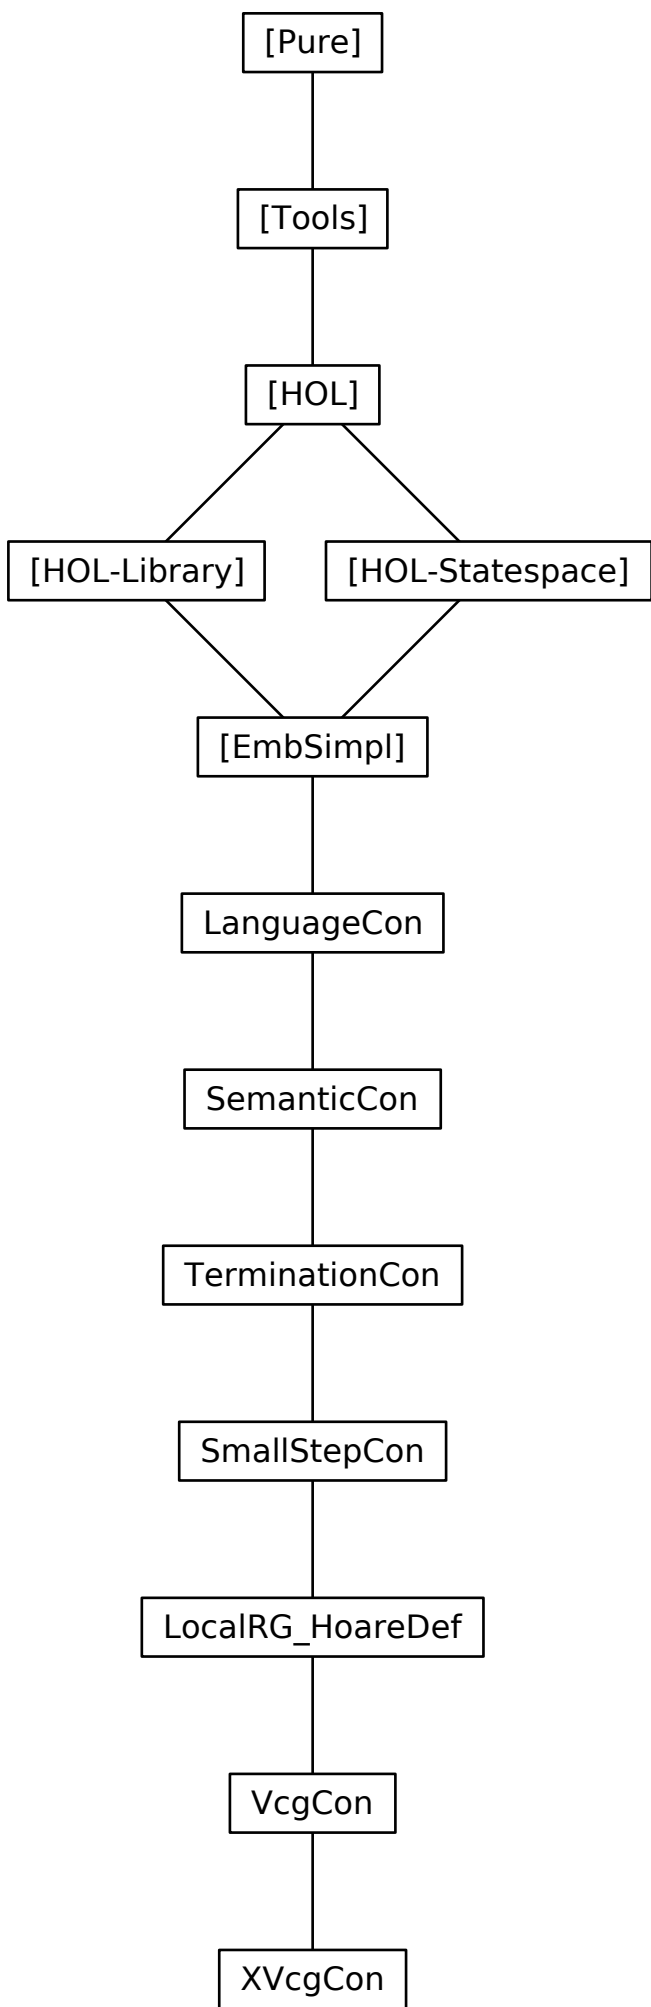 [Pure]
[Tools]
[HOL]
[HOL-Library]
[HOL-Statespace]
[EmbSimpl]
LanguageCon
SemanticCon
TerminationCon
SmallStepCon
LocalRG_HoareDef
VcgCon
XVcgCon